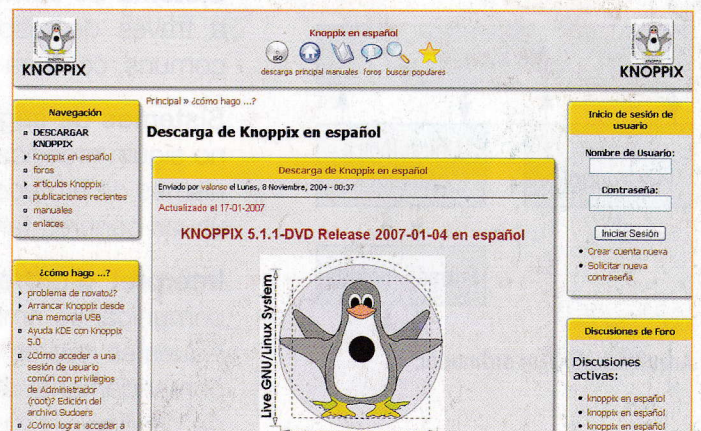 Knoppix en español
ISO
descarga principal manuales foros buscar populares
KNOPPIX
KNOPPIX
Principal » ¿cómo hago ...?
Navegación
DESCARGAR
KNOPPIX
Knoppix en español
foros
artículos Knoppix
publicaciones recientes
manuales
enlaces
¿cómo hago ...?
problema de novato¿?
Arrancar Knoppix desde
una memoria USB
Ayuda KDE con Knoppix
5.0
¿Cómo acceder a una
sesión de usuario
común con privilegios
de Administrador
(root)? Edición del
archivo Sudoers
¿Cómo lograr acceder a
Descarga de Knoppix en español
Descarga de Knoppix en español
Enviado por valonso el Lunes, 8 Noviembre, 2004 - 00:37
Actualizado el 17-01-2007
KNOPPIX 5.1.1-DVD Release 2007-01-04 en español
Live GNU/Linux System
Inicio de sesión de
usuario
Nombre de Usuario:
Contraseña:
Iniciar Sesión
Crear cuenta nueva
Solicitar nueva
contraseña
Discusiones de Foro
Discusiones
activas:
knoppix en español
knoppix en español
knoppix en español